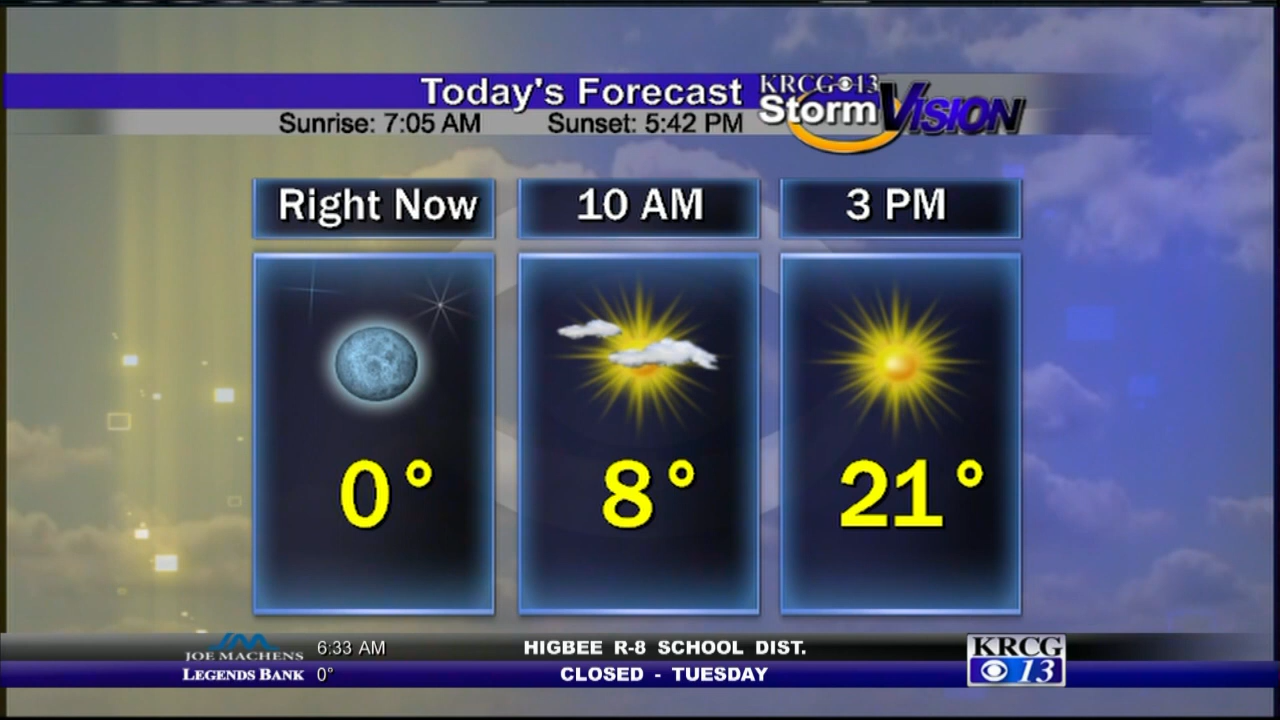 Today's Forecast
KRCG 13
StormVISION
Sunrise: 7:05 AM Sunset: 5:42 PM
Right Now
10 AM
3 PM
0°
8°
21°
JOE MACHENS 6:33 AM HIGBEE R-8 SCHOOL DIST. KRCG
LEGENDS BANK 0° CLOSED - TUESDAY 13